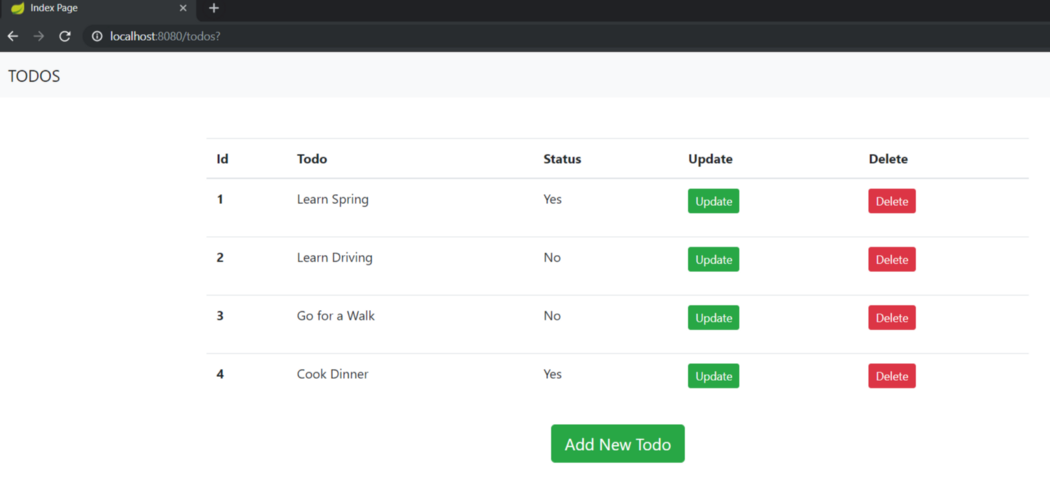 Index Page
localhost:8080/todos?
TODOS
Id Todo Status Update Delete
1 Learn Spring Yes Update Delete
2 Learn Driving No Update Delete
3 Go for a Walk No Update Delete
4 Cook Dinner Yes Update Delete
Add New Todo